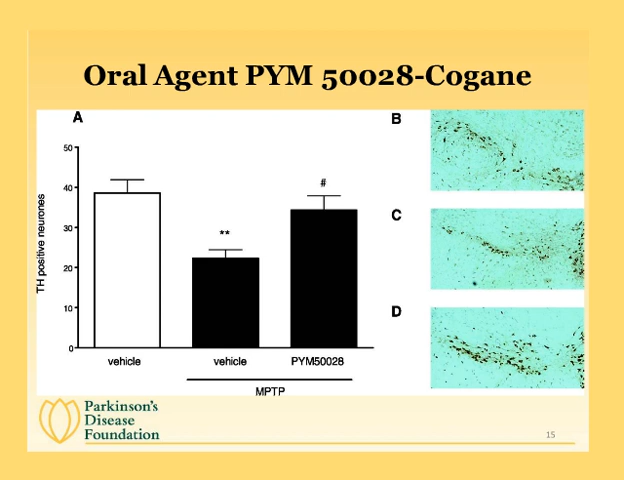 Oral Agent PYM 50028-Cogane
A
B
C
D
50
40
30
20
10
0
TH positive neurones
**
#
vehicle
vehicle
PYM50028
MPTP
Parkinson's
Disease
Foundation
15